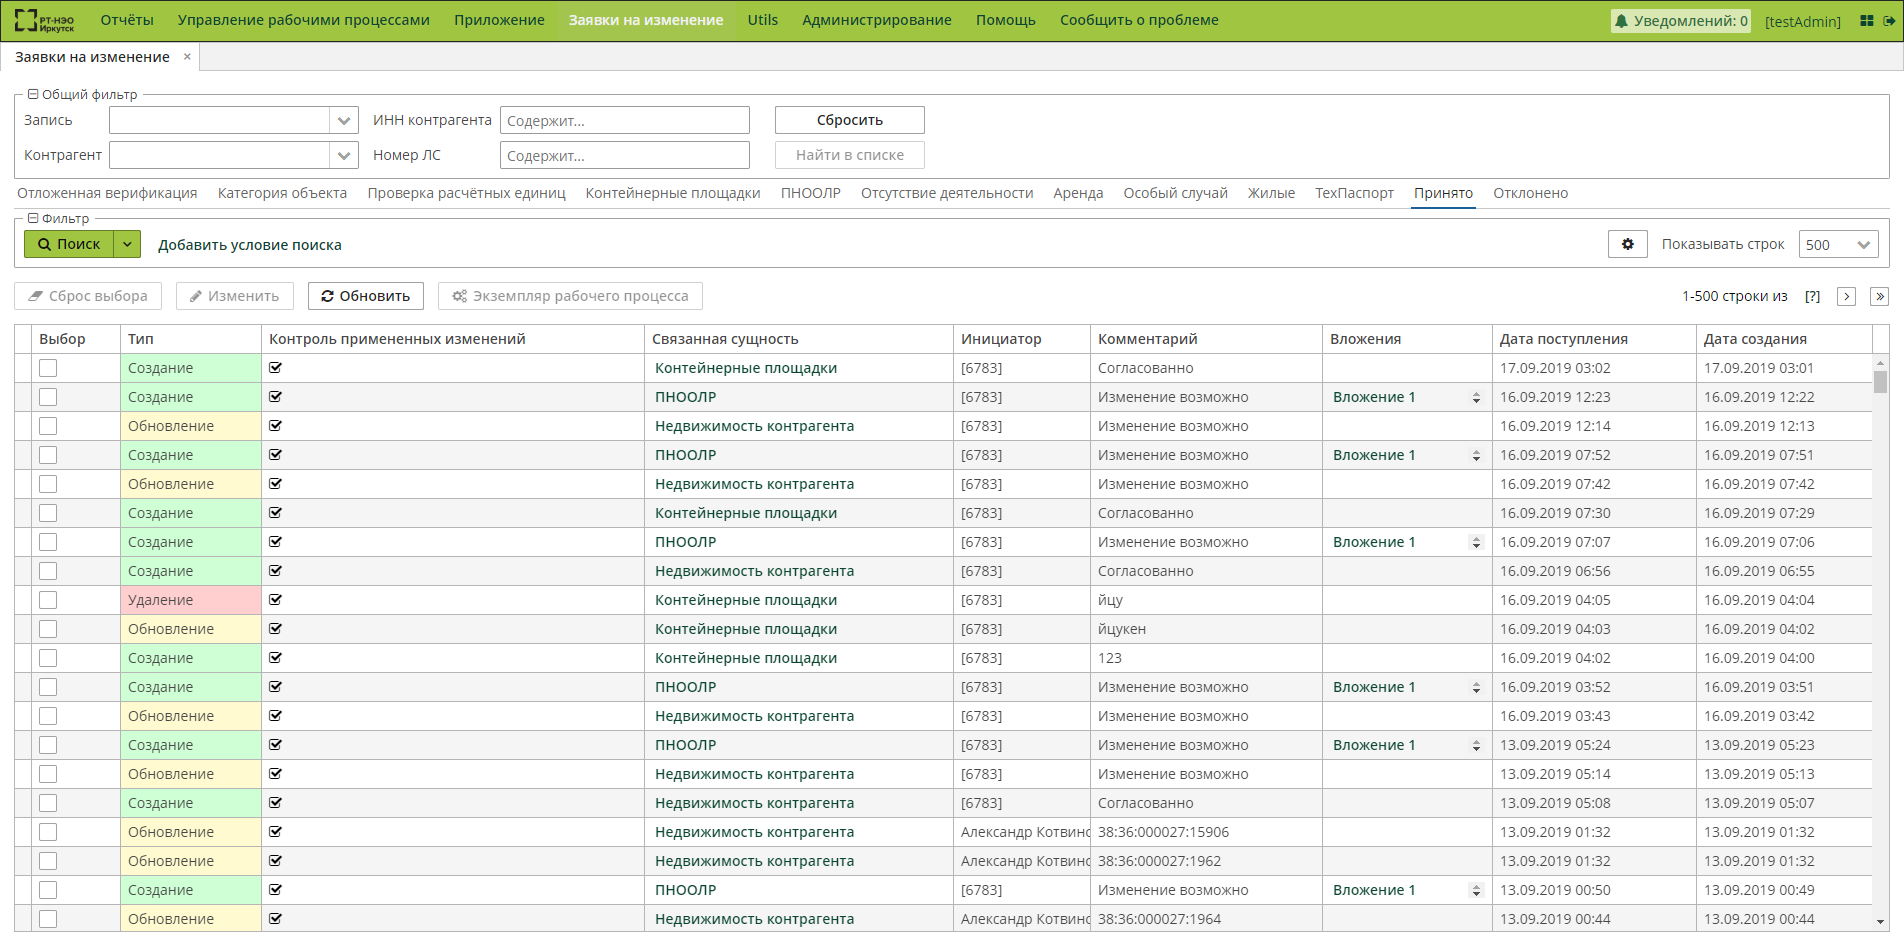 РТ-НЭО Иркутск Отчёты Управление рабочими процессами Приложение Заявки на изменение Utils Администрирование Помощь Сообщить о проблеме Уведомлений: 0 [testAdmin]
Заявки на изменение ×
Общий фильтр
Запись ИНН контрагента Содержит... Сбросить
Контрагент Номер ЛС Содержит... Найти в списке
Отложенная верификация Категория объекта Проверка расчётных единиц Контейнерные площадки ПНООЛР Отсутствие деятельности Аренда Особый случай Жилые ТехПаспорт Принято Отклонено
Фильтр
Поиск Добавить условие поиска Показывать строк 500
Сброс выбора Изменить Обновить Экземпляр рабочего процесса 1-500 строки из [?]
Выбор Тип Контроль примененных изменений Связанная сущность Инициатор Комментарий Вложения Дата поступления Дата создания
Создание Контейнерные площадки [6783] Согласованно 17.09.2019 03:02 17.09.2019 03:01
Создание ПНООЛР [6783] Изменение возможно Вложение 1 16.09.2019 12:23 16.09.2019 12:22
Обновление Недвижимость контрагента [6783] Изменение возможно 16.09.2019 12:14 16.09.2019 12:13
Создание ПНООЛР [6783] Изменение возможно Вложение 1 16.09.2019 07:52 16.09.2019 07:51
Обновление Недвижимость контрагента [6783] Изменение возможно 16.09.2019 07:42 16.09.2019 07:42
Создание Контейнерные площадки [6783] Согласованно 16.09.2019 07:30 16.09.2019 07:29
Создание ПНООЛР [6783] Изменение возможно Вложение 1 16.09.2019 07:07 16.09.2019 07:06
Создание Недвижимость контрагента [6783] Согласованно 16.09.2019 06:56 16.09.2019 06:55
Удаление Контейнерные площадки [6783] йцу 16.09.2019 04:05 16.09.2019 04:04
Обновление Контейнерные площадки [6783] йцукен 16.09.2019 04:03 16.09.2019 04:02
Создание Контейнерные площадки [6783] 123 16.09.2019 04:02 16.09.2019 04:00
Создание ПНООЛР [6783] Изменение возможно Вложение 1 16.09.2019 03:52 16.09.2019 03:51
Обновление Недвижимость контрагента [6783] Изменение возможно 16.09.2019 03:43 16.09.2019 03:42
Создание ПНООЛР [6783] Изменение возможно Вложение 1 13.09.2019 05:24 13.09.2019 05:23
Обновление Недвижимость контрагента [6783] Изменение возможно 13.09.2019 05:14 13.09.2019 05:13
Создание Недвижимость контрагента [6783] Согласованно 13.09.2019 05:08 13.09.2019 05:07
Обновление Недвижимость контрагента Александр Котвинс 38:36:000027:15906 13.09.2019 01:32 13.09.2019 01:32
Обновление Недвижимость контрагента Александр Котвинс 38:36:000027:1962 13.09.2019 01:32 13.09.2019 01:32
Создание ПНООЛР [6783] Изменение возможно Вложение 1 13.09.2019 00:50 13.09.2019 00:49
Обновление Недвижимость контрагента Александр Котвинс 38:36:000027:1964 13.09.2019 00:44 13.09.2019 00:44